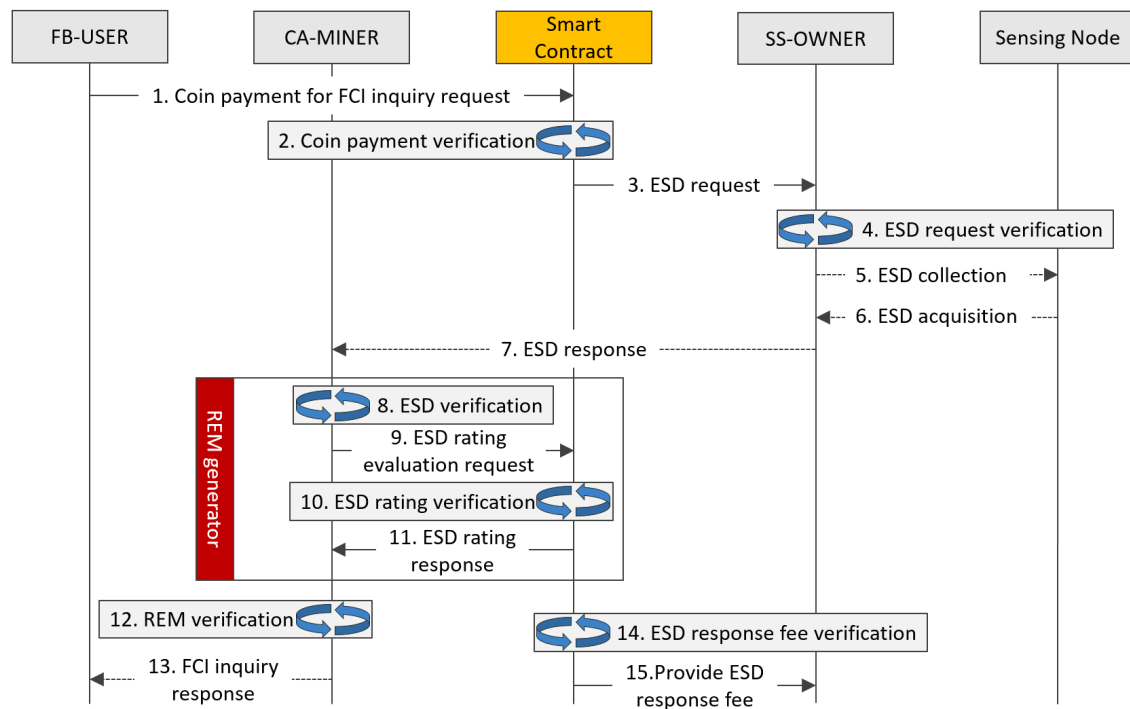 FB-USER
CA-MINER
Smart
Contract
SS-OWNER
Sensing Node
1. Coin payment for FCI inquiry request
2. Coin payment verification
3. ESD request
4. ESD request verification
5. ESD collection
6. ESD acquisition
7. ESD response
REM generator
8. ESD verification
9. ESD rating
evaluation request
10. ESD rating verification
11. ESD rating
response
12. REM verification
13. FCI inquiry
response
14. ESD response fee verification
15.Provide ESD
response fee